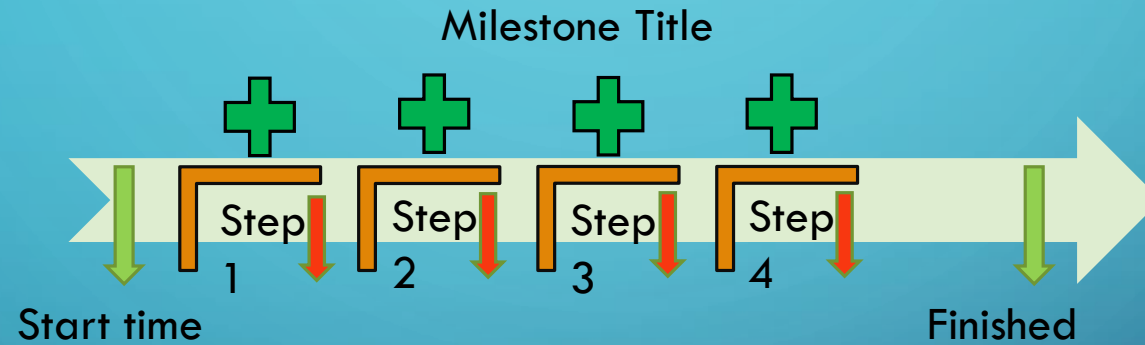 Milestone Title
Step 1
Step 2
Step 3
Step 4
Start time
Finished